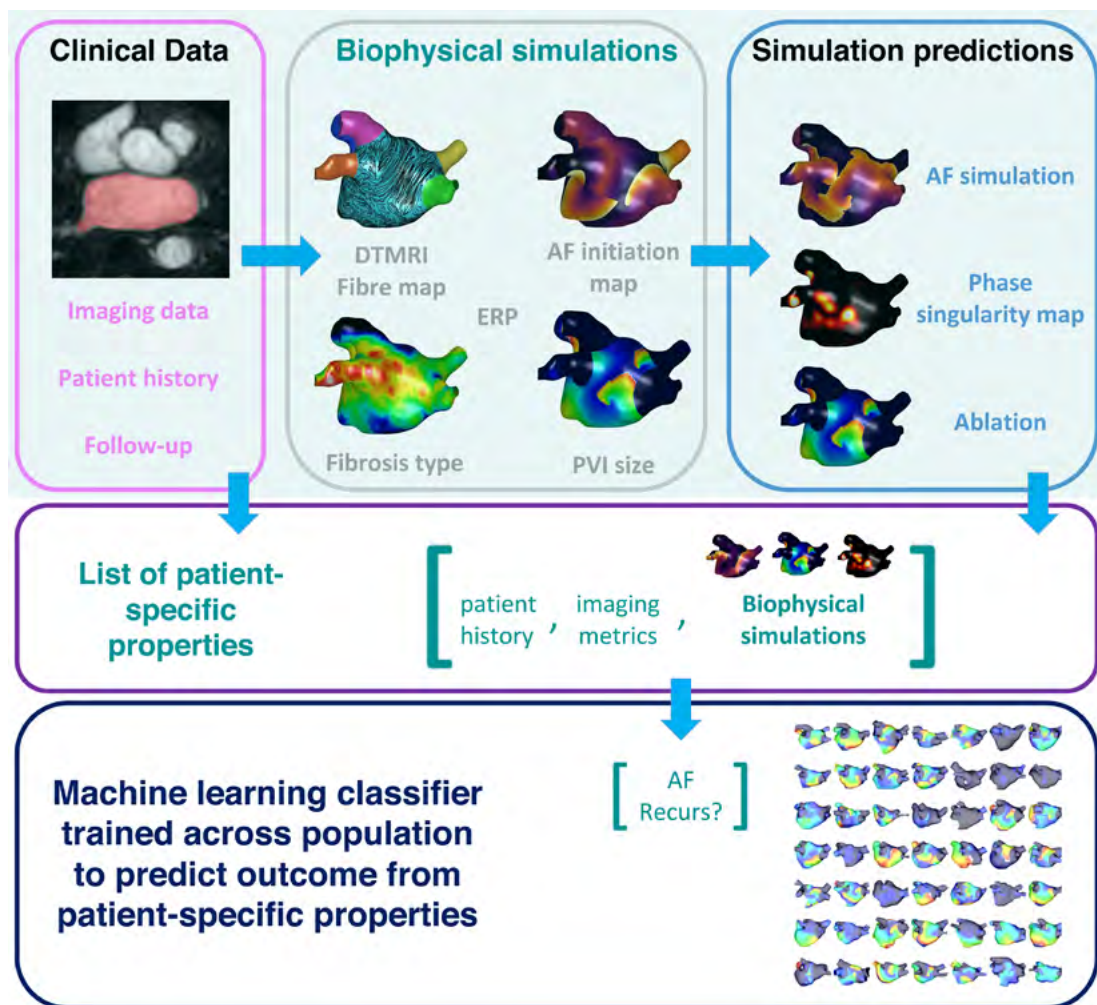 Clinical Data
Imaging data
Patient history
Follow-up
Biophysical simulations
DTMRI
Fibre map
AF initiation
map
ERP
Fibrosis type
PVI size
Simulation predictions
AF simulation
Phase
singularity map
Ablation
List of patient-
specific
properties
[ patient
history , imaging
metrics , Biophysical
simulations ]
Machine learning classifier
trained across population
to predict outcome from
patient-specific properties
[ AF
Recurs? ]